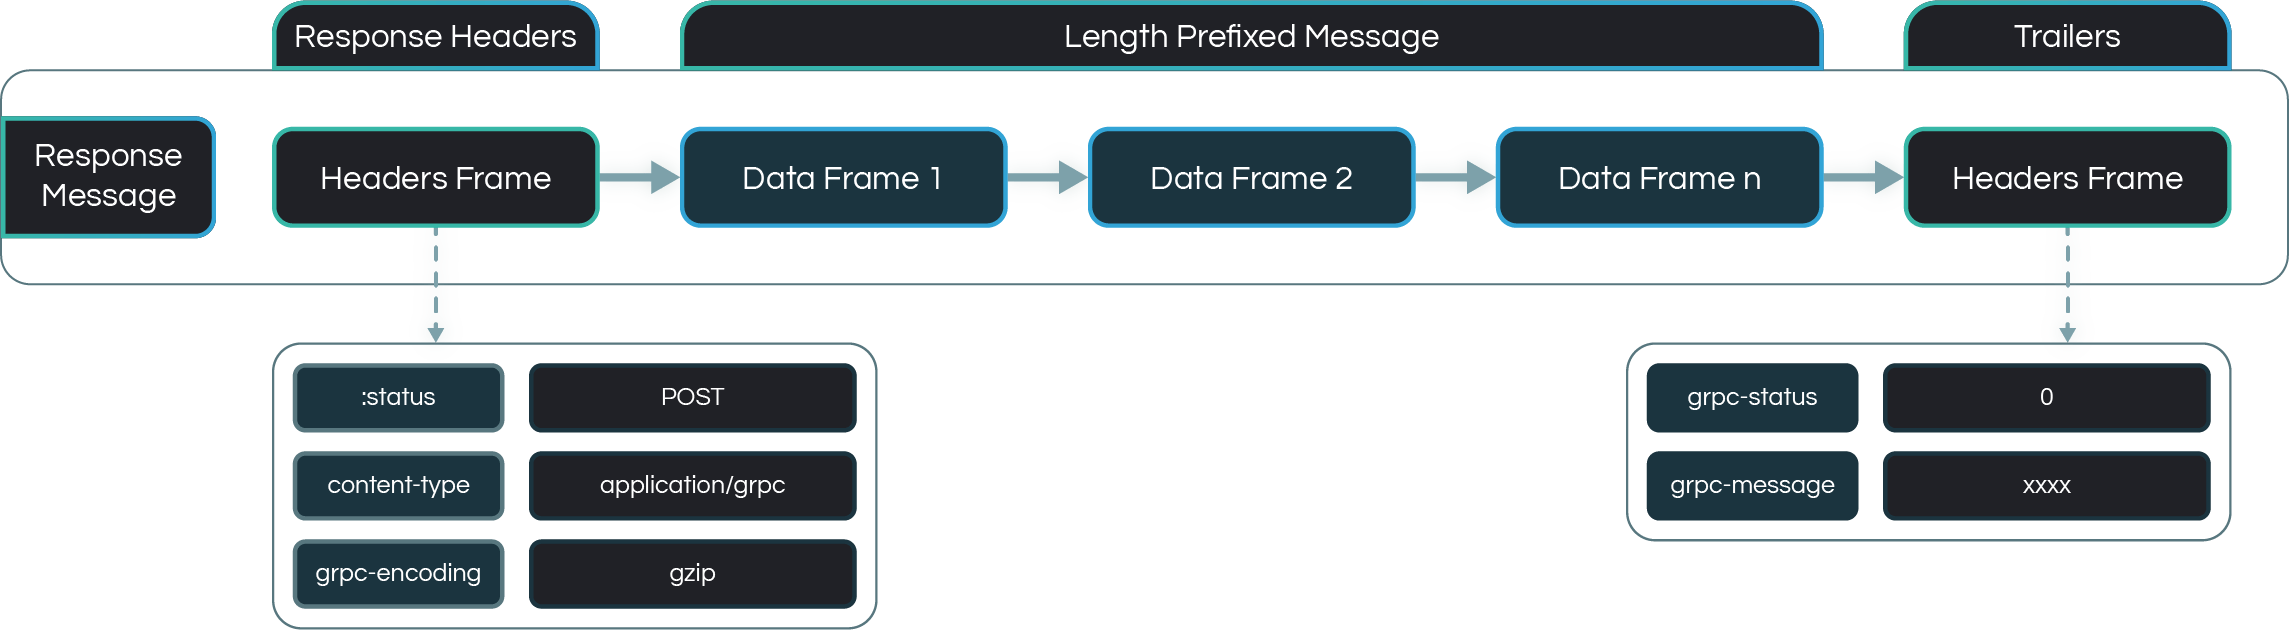 Response Headers
Length Prefixed Message
Trailers
Response
Message
Headers Frame
Data Frame 1
Data Frame 2
Data Frame n
Headers Frame
:status
POST
content-type
application/grpc
grpc-encoding
gzip
grpc-status
0
grpc-message
xxxx